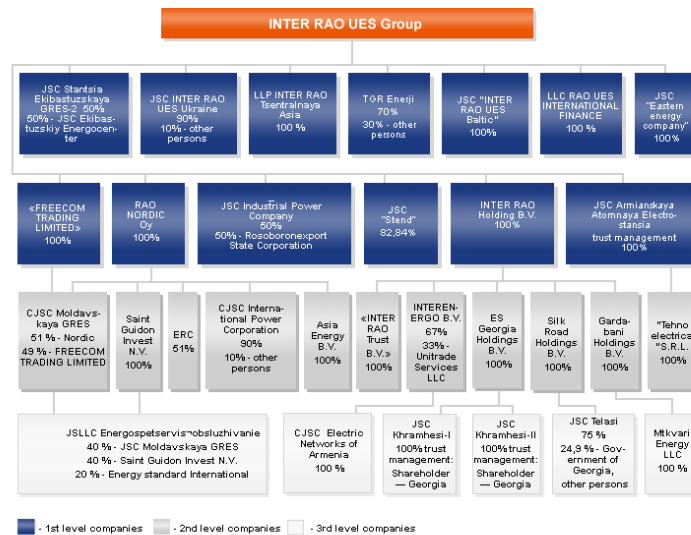 INTER RAO UES Group
JSC Stantsia
Ekibastuzskaya
GRES-2 50%
50% - JSC Ekibas-
tuzskiy Energocen-
ter
JSC INTER RAO
UES Ukraine
90%
10% - other
persons
LLP INTER RAO
Tsentralnaya
Asia
100 %
TGR Enerji
70%
30% - other
persons
JSC "INTER RAO
UES
Baltic"
100%
LLC RAO UES
INTERNATIONAL
FINANCE
100 %
JSC
"Eastern
energy
company"
100%
«FREECOM
TRADING
LIMITED»
100%
RAO
NORDIC
Oy
100%
JSC Industrial Power
Company
50%
50% - Rosoboronexport
State Corporation
JSC
"Stend"
82,84%
INTER RAO
Holding B.V.
100%
JSC Armianskaya
Atomnaya Electro-
stansia
trust management
100%
CJSC Moldavs-
kaya GRES
51 % - Nordic
49 % - FREECOM
TRADING LIMITED
Saint
Guidon
Invest
N.V.
100%
ERC
51%
CJSC Interna-
tional Power
Corporation
90%
10% - other
persons
Asia
Energy
B.V.
100%
«INTER
RAO
Trust
B.V.»
100%
INTEREN-
ERGO B.V.
67%
33% -
Unitrade
Services
LLC
ES
Georgia
Holdings
B.V.
100%
Silk
Road
Holdings
B.V.
100%
Garda-
bani
Holdings
B.V.
100%
"Tehno
electrica
"S.R.L.
100%
JSLLC Energospetservis¬obsluzhivanie
40 % - JSC Moldavskaya GRES
40% - Saint Guidon Invest N.V.
20 % - Energy standard International
CJSC Electric
Networks of
Armenia
100 %
JSC
Khramhesi-I
100% trust
management:
Shareholder
— Georgia
JSC
Khramhesi-II
100% trust
management:
Shareholder
— Georgia
JSC Telasi
75 %
24,9 % - Gov-
ernment of
Georgia,
other persons
Mtkvari
Energy
LLC
100 %
- 1st level companies
- 2nd level companies
- 3rd level companies